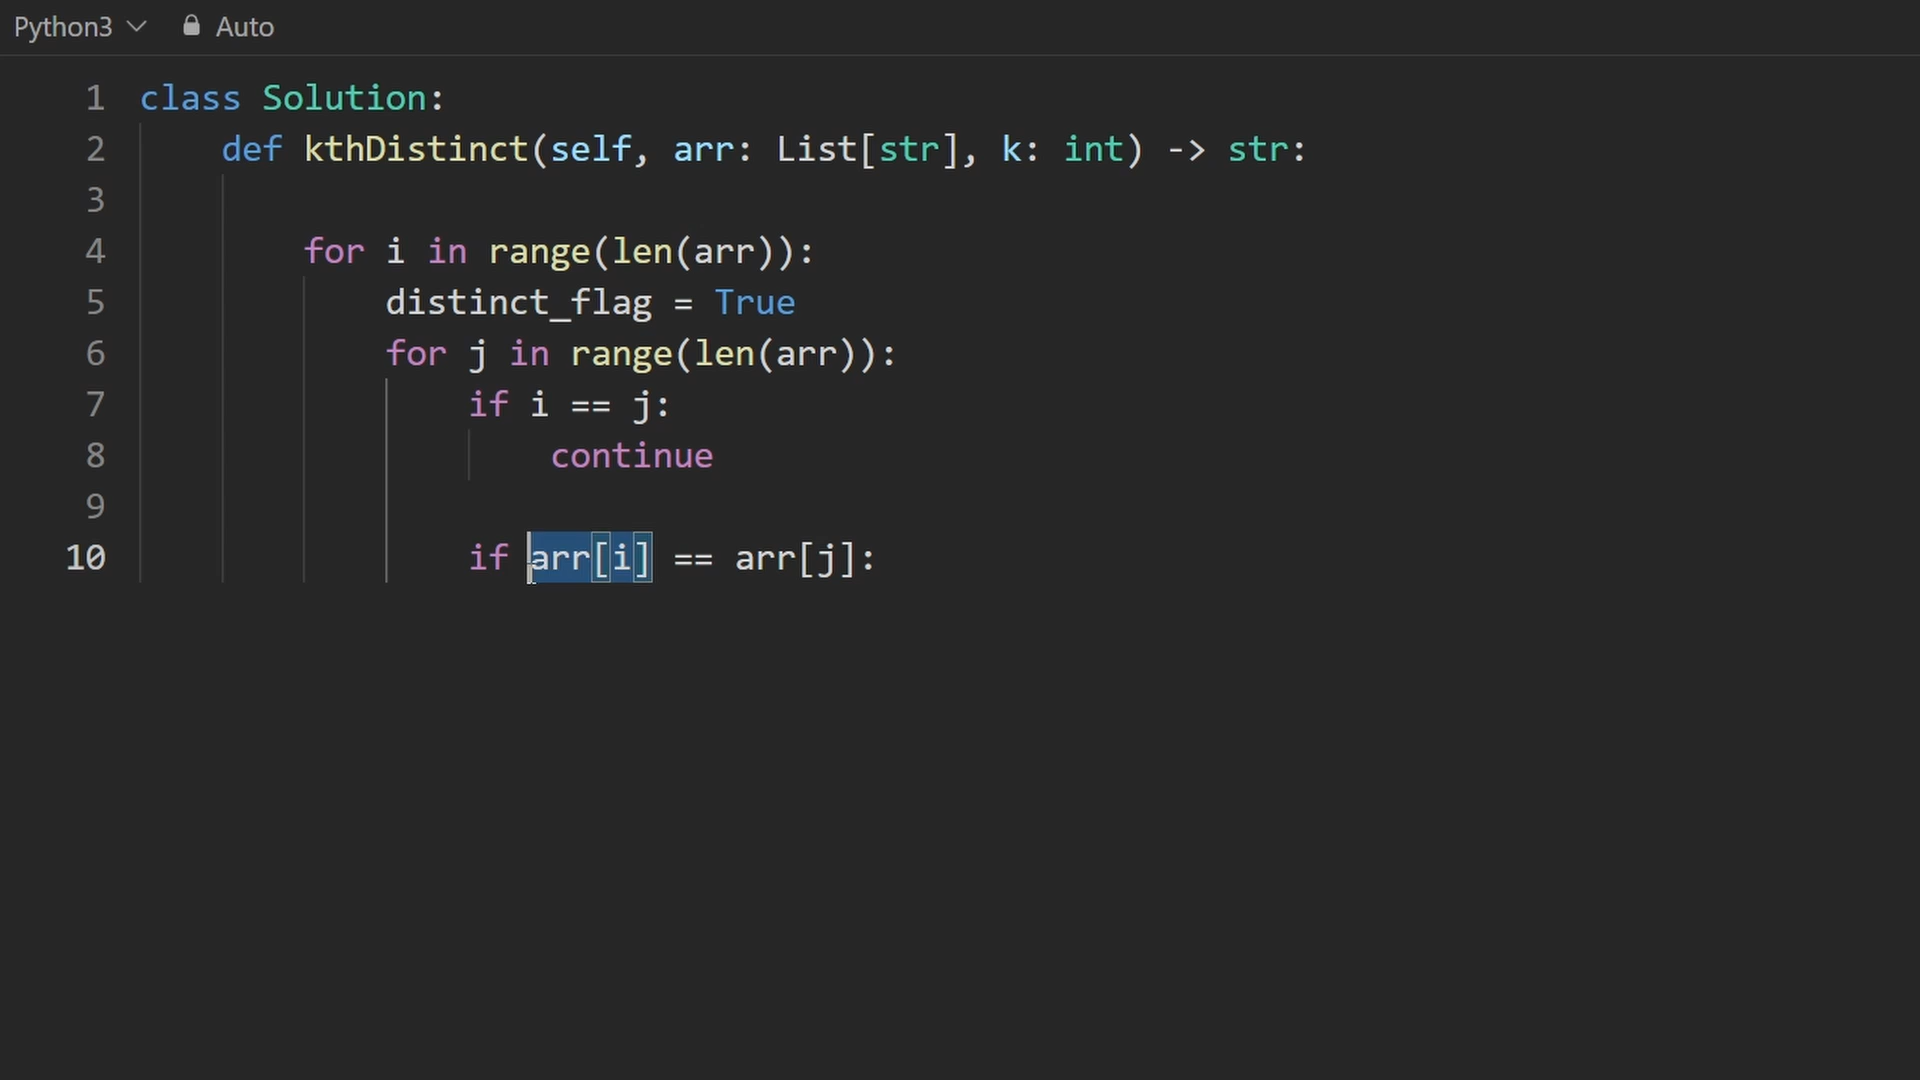 Python3 Auto
1 class Solution:
2     def kthDistinct(self, arr: List[str], k: int) -> str:
3
4         for i in range(len(arr)):
5             distinct_flag = True
6             for j in range(len(arr)):
7                 if i == j:
8                     continue
9
10                 if arr[i] == arr[j]: